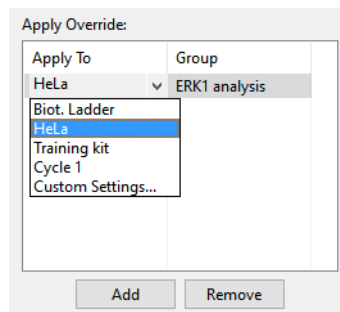 Apply Override:
Apply To Group
HeLa ERK1 analysis
Biot. Ladder
HeLa
Training kit
Cycle 1
Custom Settings...
Add Remove